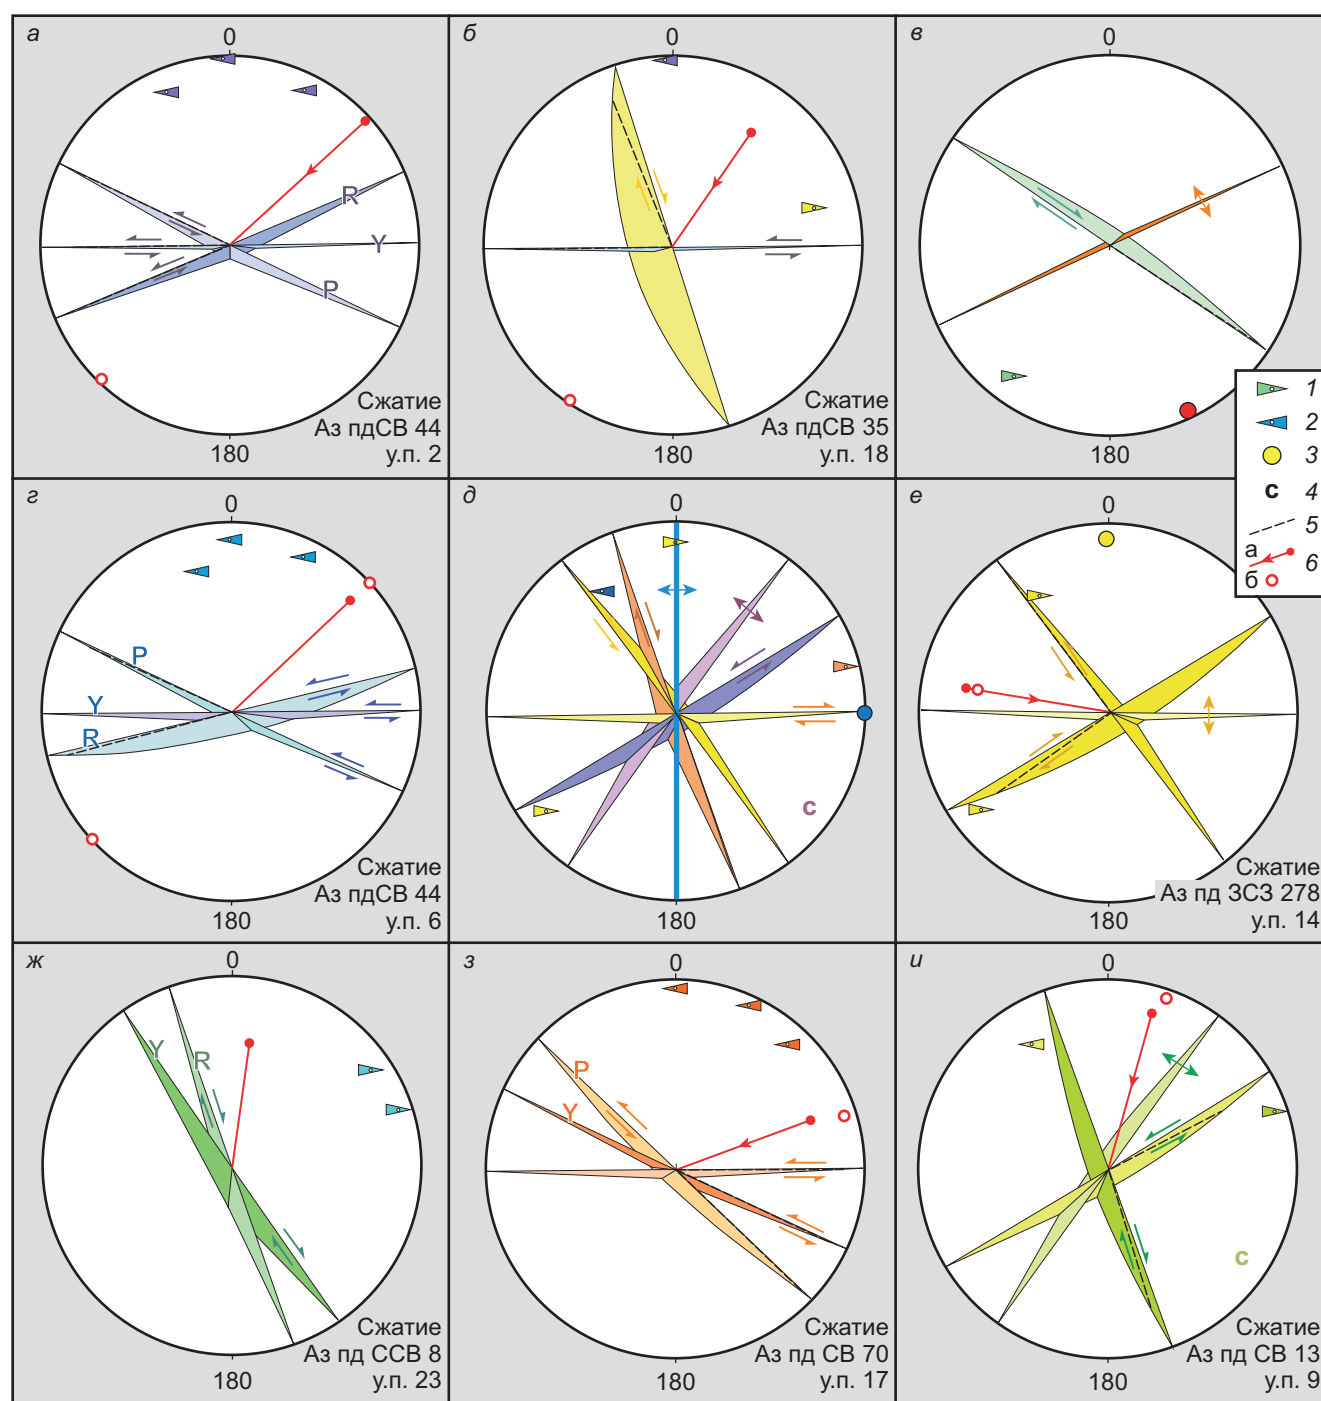 а
0
R
Y
P
Сжатие
Аз пдСВ 44
у.п. 2
180
б
0
Сжатие
Аз пдСВ 35
у.п. 18
180
в
0
180
1
2
3
с 4
5
а
6
б
г
0
P
Y
R
Сжатие
Аз пдСВ 44
у.п. 6
180
д
0
с
180
е
0
Сжатие
Аз пд ЗСЗ 278
у.п. 14
180
ж
0
Y
R
Сжатие
Аз пд ССВ 8
у.п. 23
180
з
0
P
Y
Сжатие
Аз пд СВ 70
у.п. 17
180
и
0
с
Сжатие
Аз пд СВ 13
у.п. 9
180